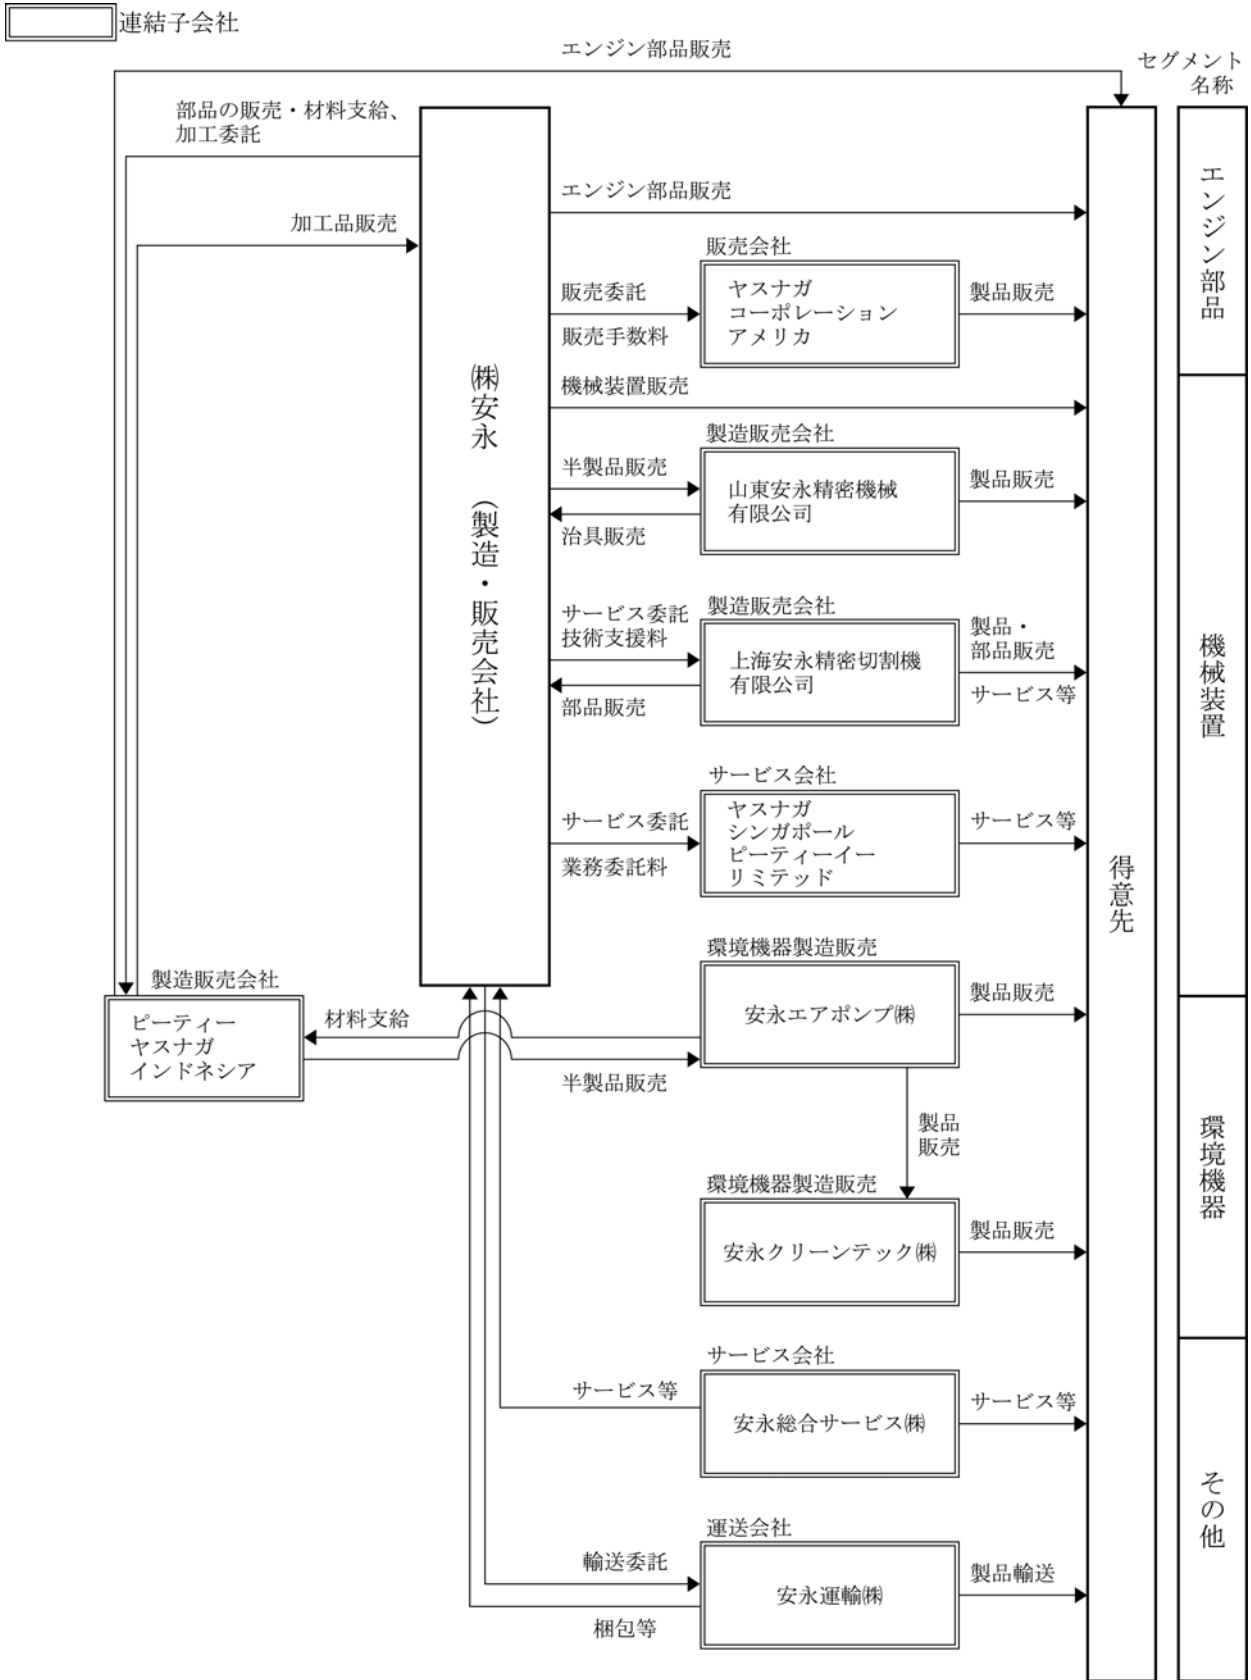 連結子会社
エンジン部品販売
セグメント
名称
部品の販売・材料支給、
加工委託
加工品販売
㈱安永 (製造・販売会社)
エンジン部品販売
販売会社
販売委託
販売手数料
ヤスナガ
コーポレーション
アメリカ
製品販売
機械装置販売
製造販売会社
半製品販売
治具販売
山東安永精密機械
有限公司
製品販売
サービス委託
技術支援料
部品販売
製造販売会社
上海安永精密切割機
有限公司
製品・
部品販売
サービス等
サービス会社
サービス委託
業務委託料
ヤスナガ
シンガポール
ピーティーイー
リミテッド
サービス等
製造販売会社
ピーティー
ヤスナガ
インドネシア
材料支給
半製品販売
環境機器製造販売
安永エアポンプ㈱
製品販売
製品
販売
環境機器製造販売
安永クリーンテック㈱
製品販売
サービス会社
サービス等
安永総合サービス㈱
サービス等
運送会社
輸送委託
梱包等
安永運輸㈱
製品輸送
得意先
エンジン部品
機械装置
環境機器
その他